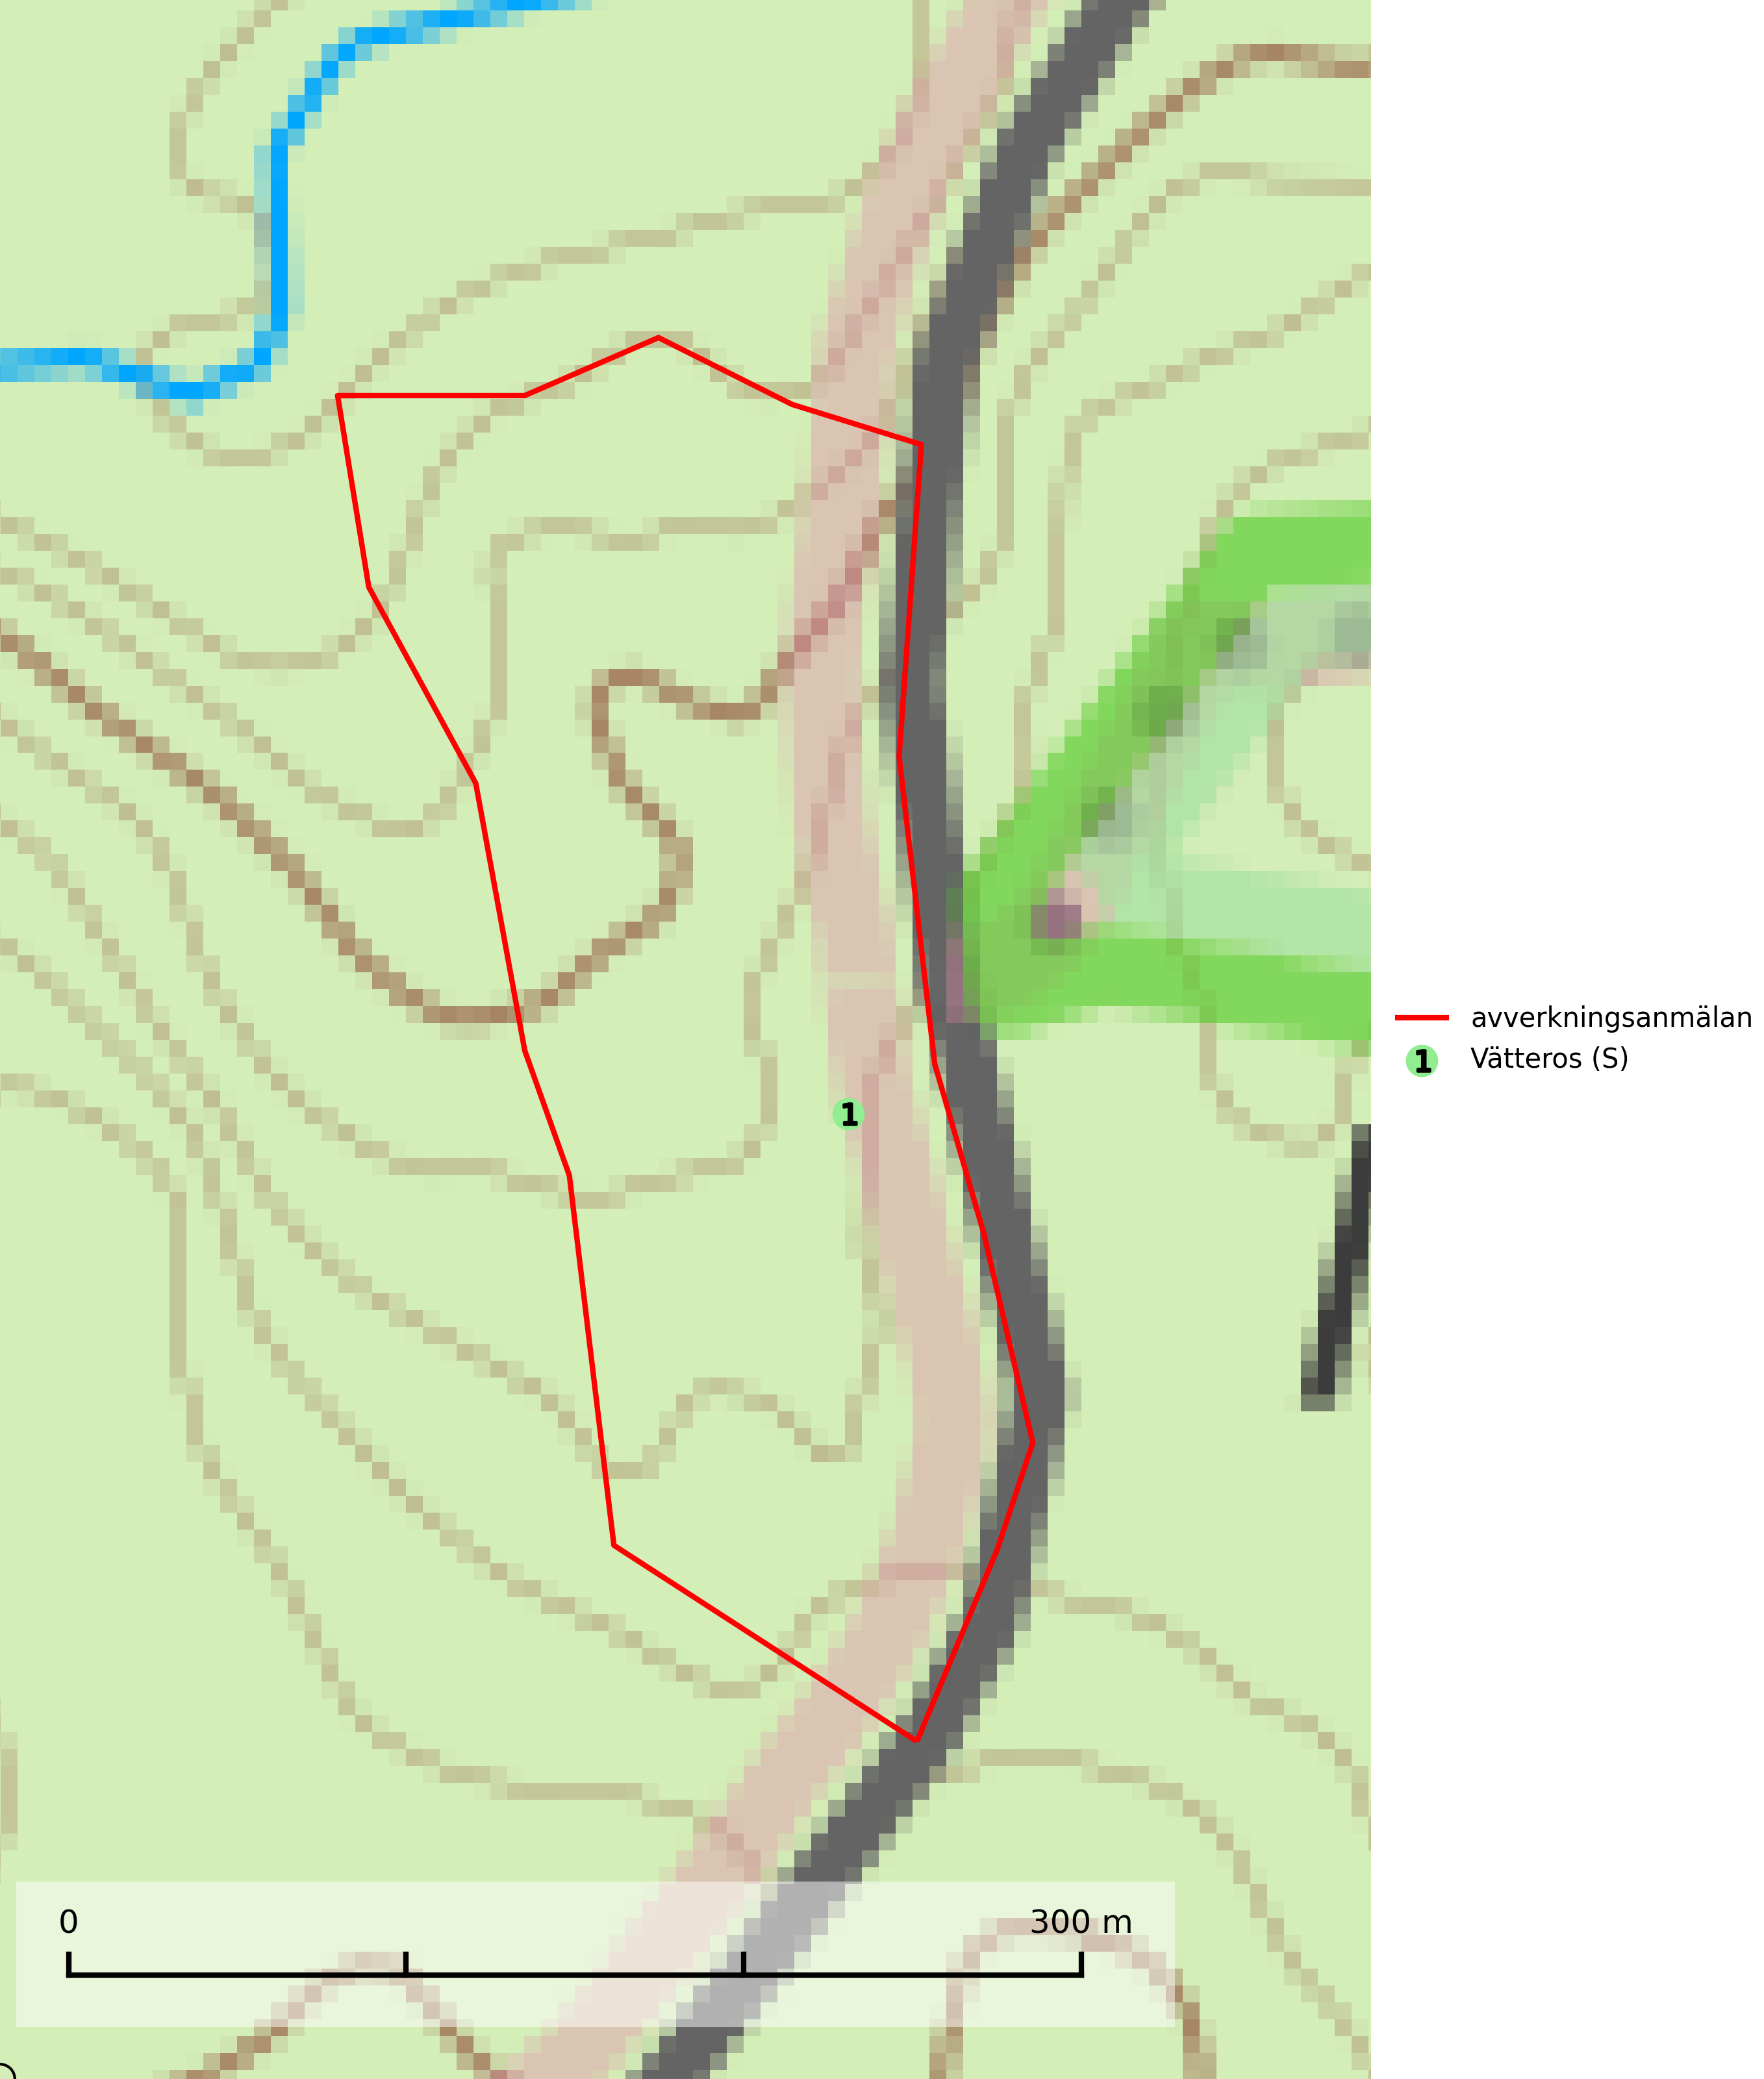 avverkningsanmälan
1 Vätteros (S)
1
0 300 m